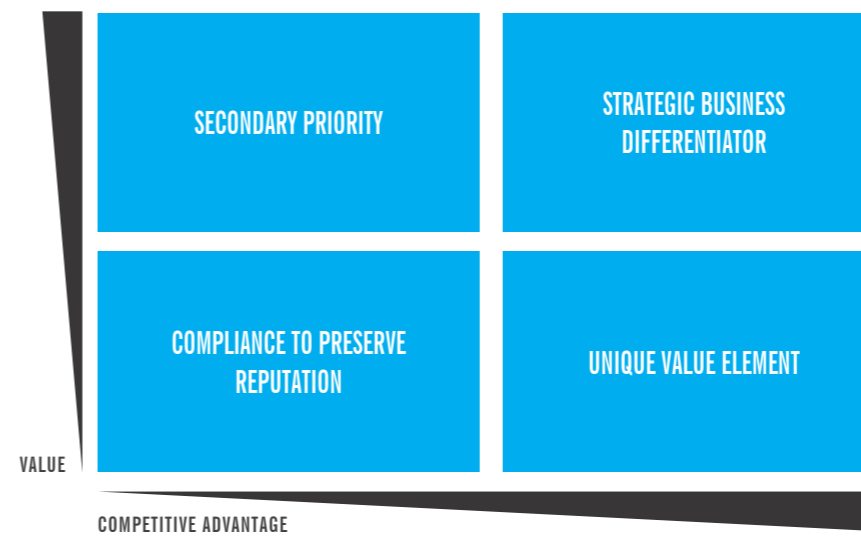 SECONDARY PRIORITY
STRATEGIC BUSINESS
DIFFERENTIATOR
COMPLIANCE TO PRESERVE
REPUTATION
UNIQUE VALUE ELEMENT
VALUE
COMPETITIVE ADVANTAGE